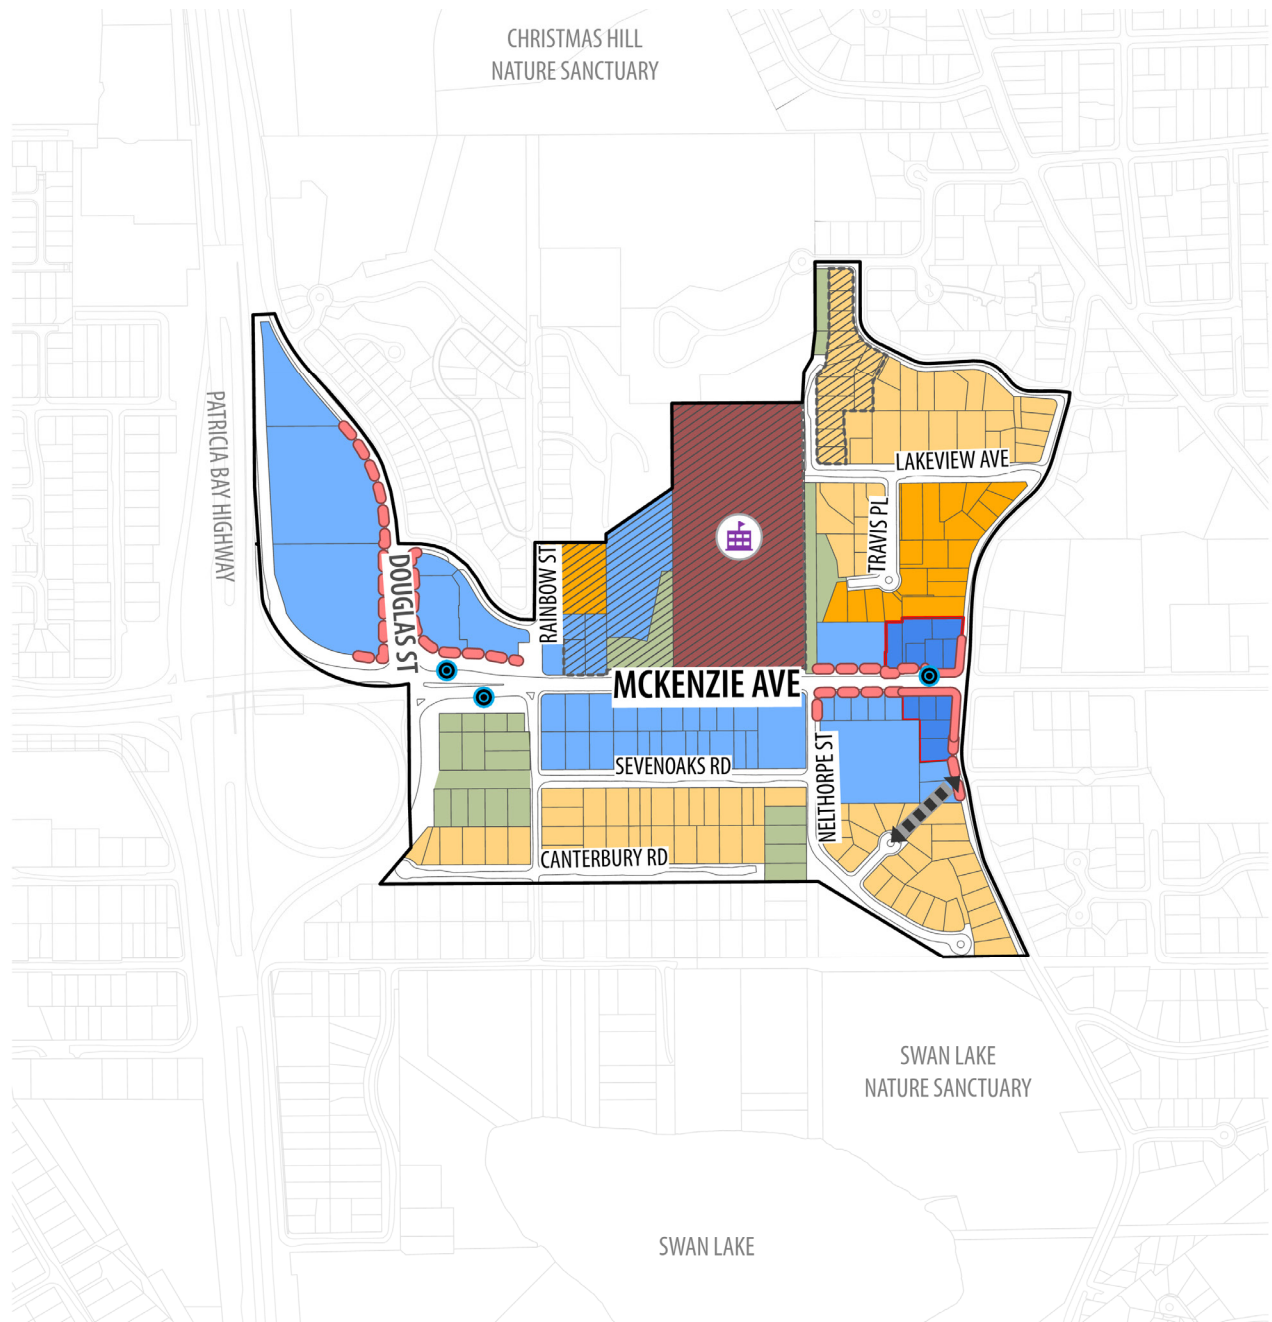 CHRISTMAS HILL
NATURE SANCTUARY
PATRICIA BAY HIGHWAY
LAKEVIEW AVE
TRAVIS PL
DOUGLAS ST
RAINBOW ST
MCKENZIE AVE
SEVENOAKS RD
NELTHORPE ST
CANTERBURY RD
SWAN LAKE
NATURE SANCTUARY
SWAN LAKE